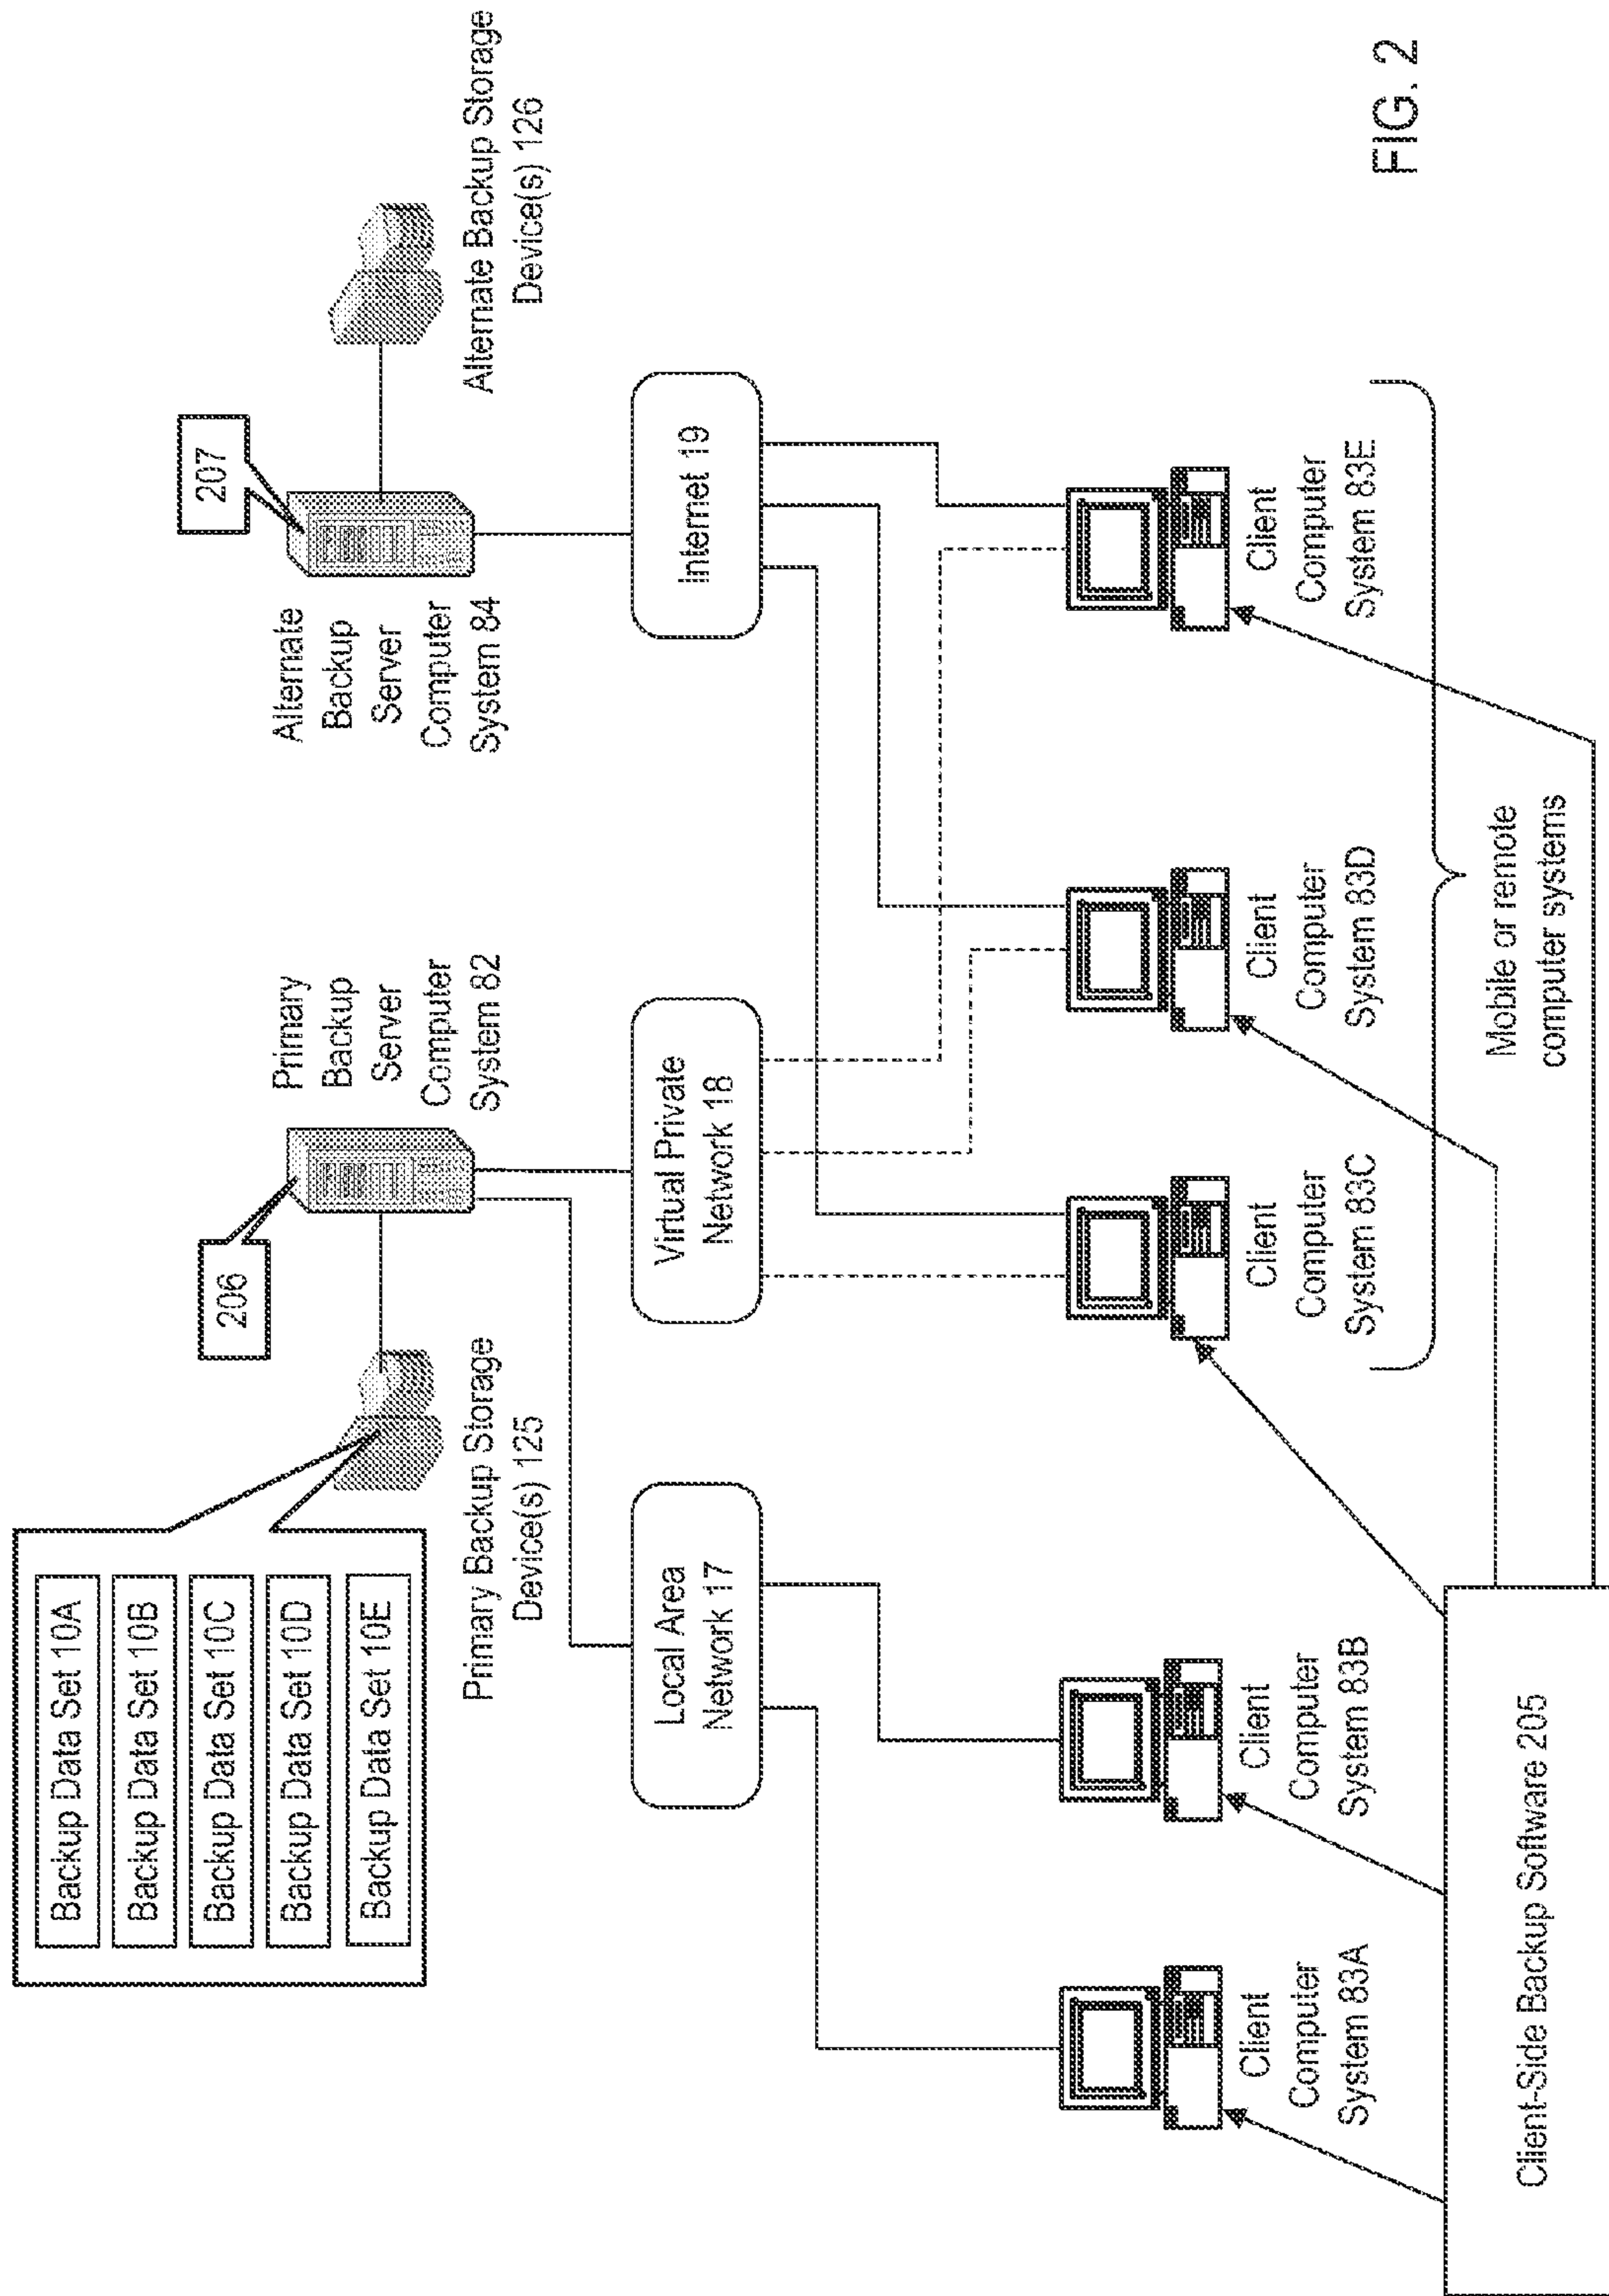 Backup Data Set 10A
Backup Data Set 10B
Backup Data Set 10C
Backup Data Set 10D
Backup Data Set 10E
206
207
Primary Backup Storage
Device(s) 125
Primary
Backup
Server
Computer
System 82
Alternate
Backup
Server
Computer
System 84
Alternate Backup Storage
Device(s) 126
Local Area
Network 17
Virtual Private
Network 18
Internet 19
Client
Computer
System 83A
Client
Computer
System 83B
Client
Computer
System 83C
Client
Computer
System 83D
Client
Computer
System 83E
Mobile or remote
computer systems
Client-Side Backup Software 205
FIG. 2